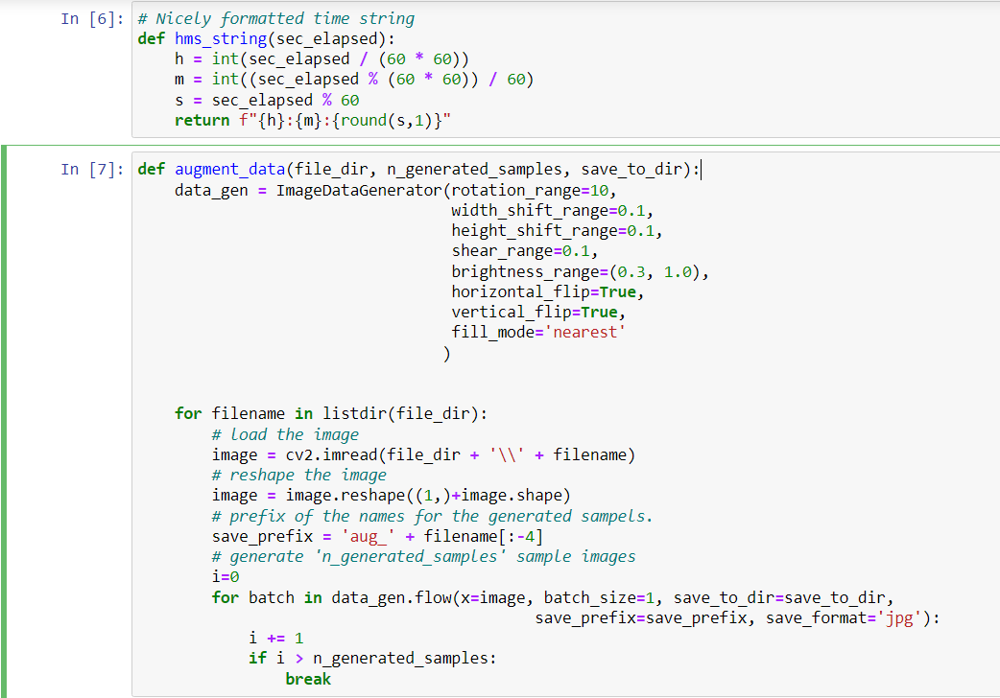 In [6]: # Nicely formatted time string
def hms_string(sec_elapsed):
    h = int(sec_elapsed / (60 * 60))
    m = int((sec_elapsed % (60 * 60)) / 60)
    s = sec_elapsed % 60
    return f"{h}:{m}:{round(s,1)}"
In [7]: def augment_data(file_dir, n_generated_samples, save_to_dir):
    data_gen = ImageDataGenerator(rotation_range=10,
                                  width_shift_range=0.1,
                                  height_shift_range=0.1,
                                  shear_range=0.1,
                                  brightness_range=(0.3, 1.0),
                                  horizontal_flip=True,
                                  vertical_flip=True,
                                  fill_mode='nearest'
                                 )
    for filename in listdir(file_dir):
        # load the image
        image = cv2.imread(file_dir + '\\' + filename)
        # reshape the image
        image = image.reshape((1,)+image.shape)
        # prefix of the names for the generated sampels.
        save_prefix = 'aug_' + filename[:-4]
        # generate 'n_generated_samples' sample images
        i=0
        for batch in data_gen.flow(x=image, batch_size=1, save_to_dir=save_to_dir,
                                           save_prefix=save_prefix, save_format='jpg'):
            i += 1
            if i > n_generated_samples:
                break